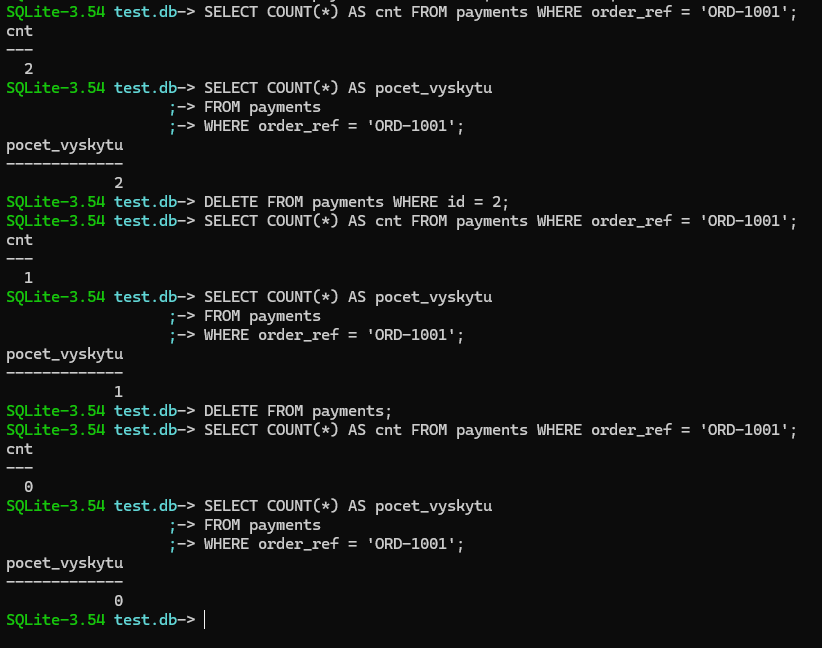 SQLite-3.54 test.db-> SELECT COUNT(*) AS cnt FROM payments WHERE order_ref = 'ORD-1001';
cnt
---
  2
SQLite-3.54 test.db-> SELECT COUNT(*) AS pocet_vyskytu
                  ;-> FROM payments
                  ;-> WHERE order_ref = 'ORD-1001';
pocet_vyskytu
-------------
            2
SQLite-3.54 test.db-> DELETE FROM payments WHERE id = 2;
SQLite-3.54 test.db-> SELECT COUNT(*) AS cnt FROM payments WHERE order_ref = 'ORD-1001';
cnt
---
  1
SQLite-3.54 test.db-> SELECT COUNT(*) AS pocet_vyskytu
                  ;-> FROM payments
                  ;-> WHERE order_ref = 'ORD-1001';
pocet_vyskytu
-------------
            1
SQLite-3.54 test.db-> DELETE FROM payments;
SQLite-3.54 test.db-> SELECT COUNT(*) AS cnt FROM payments WHERE order_ref = 'ORD-1001';
cnt
---
  0
SQLite-3.54 test.db-> SELECT COUNT(*) AS pocet_vyskytu
                  ;-> FROM payments
                  ;-> WHERE order_ref = 'ORD-1001';
pocet_vyskytu
-------------
            0
SQLite-3.54 test.db->